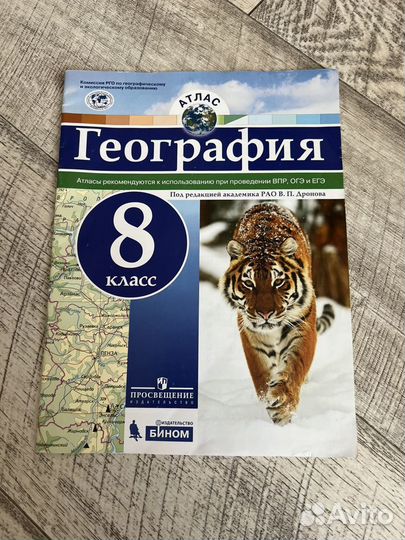 Комиссия РГО по географическому
и экологическому образованию
АТЛАС
География
Атласы рекомендуются к использованию при проведении ВПР, ОГЭ и ЕГЭ
Под редакцией академика РАО В. П. Дронова
8
класс
ПЕНЗА
ПРОСВЕЩЕНИЕ
ИЗДАТЕЛЬСТВО
ИЗДАТЕЛЬСТВО
БИНОМ
Avito